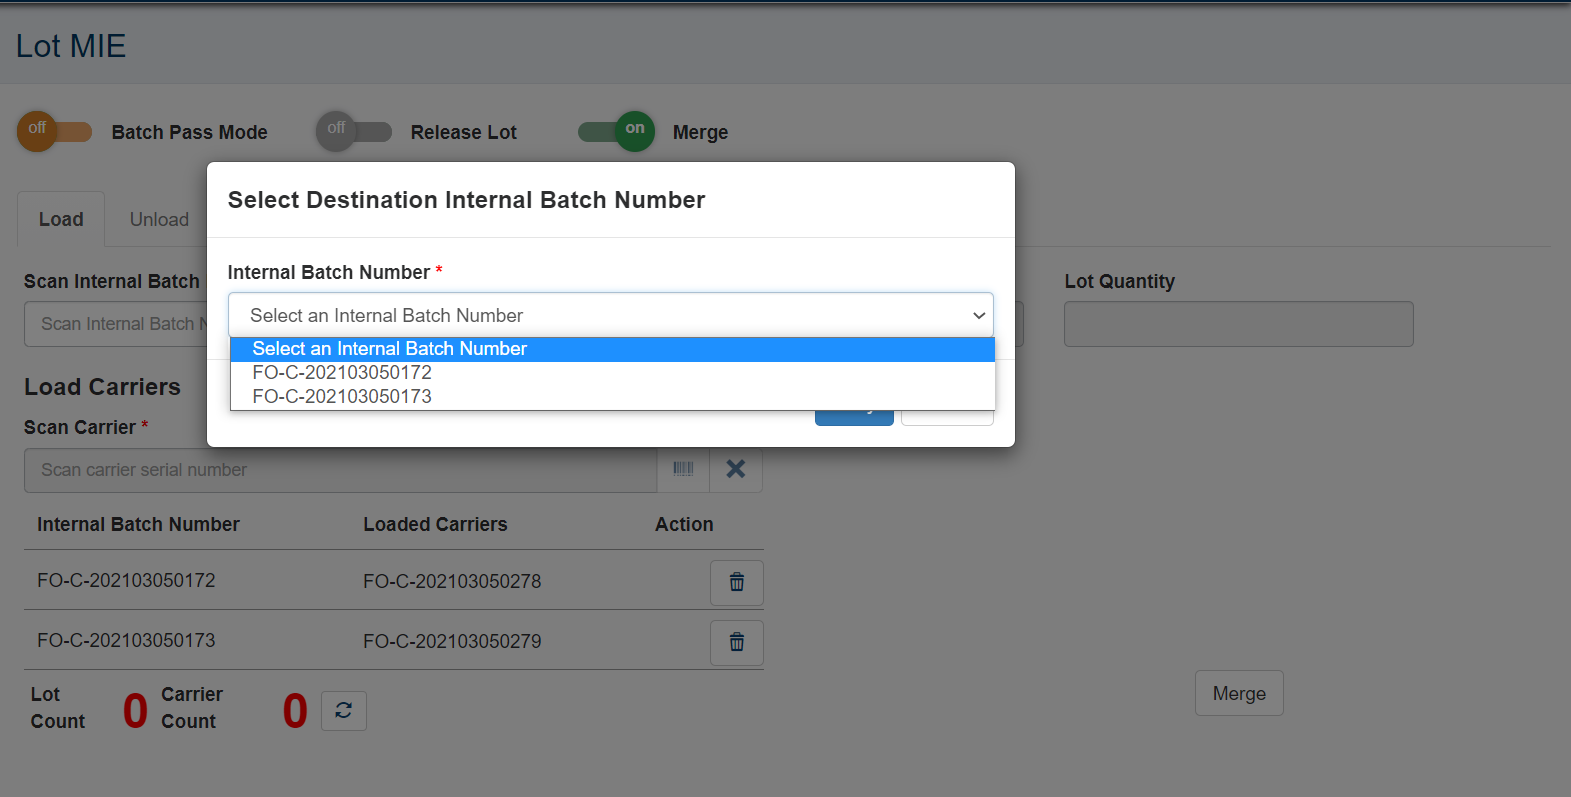 Lot MIE
off Batch Pass Mode off Release Lot on Merge
Select Destination Internal Batch Number
Load Unload
Internal Batch Number *
Scan Internal Batch
Lot Quantity
Select an Internal Batch Number
Scan Internal Batch
Select an Internal Batch Number
FO-C-202103050172
FO-C-202103050173
Load Carriers
Scan Carrier *
Scan carrier serial number
Internal Batch Number Loaded Carriers Action
FO-C-202103050172 FO-C-202103050278
FO-C-202103050173 FO-C-202103050279
Lot Count 0 Carrier Count 0
Merge